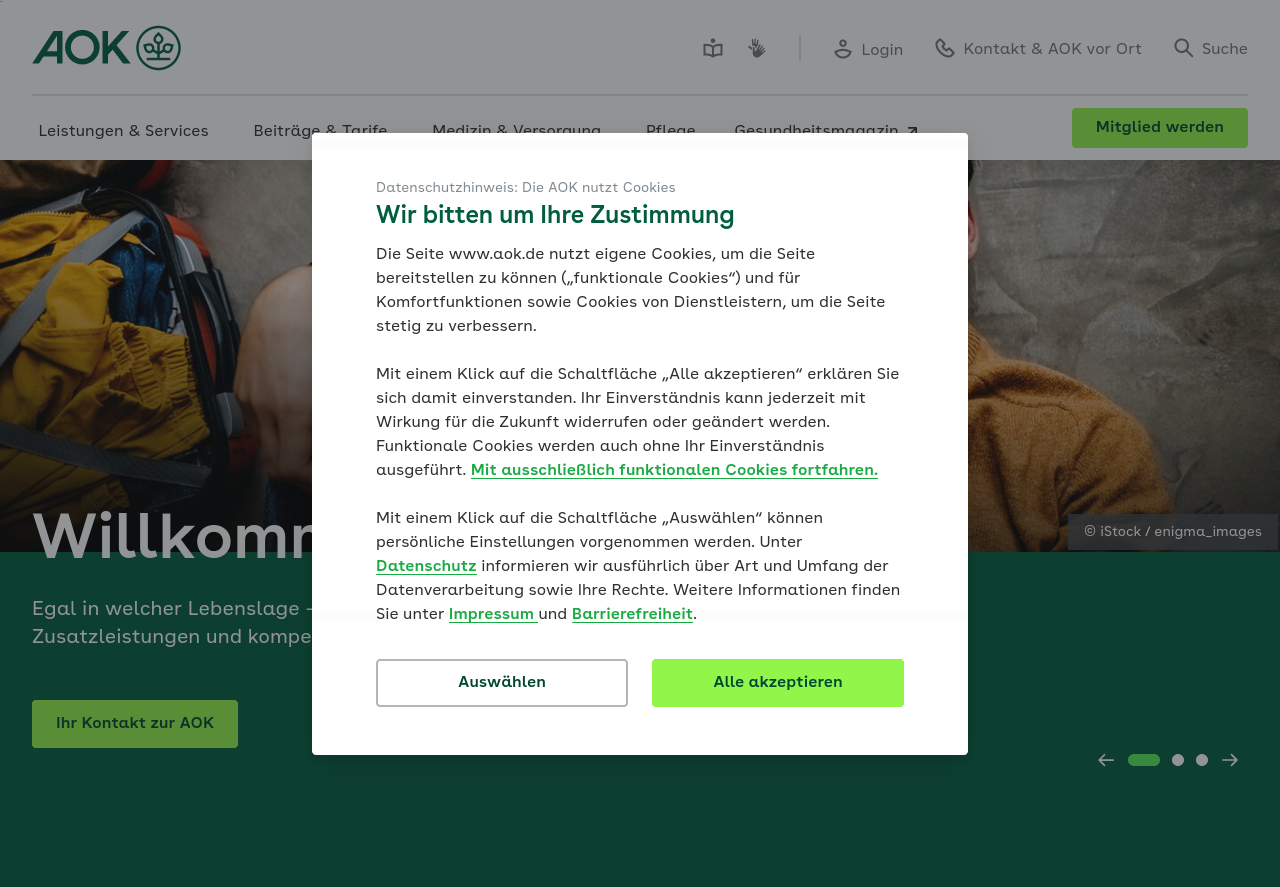 AOK
Login
Kontakt & AOK vor Ort
Suche
Leistungen & Services
Beiträge & Tarife
Medizin & Versorgung
Pflege
Gesundheitsmagazin
Mitglied werden
Datenschutzhinweis: Die AOK nutzt Cookies
Wir bitten um Ihre Zustimmung
Die Seite www.aok.de nutzt eigene Cookies, um die Seite
bereitstellen zu können („funktionale Cookies“) und für
Komfortfunktionen sowie Cookies von Dienstleistern, um die Seite
stetig zu verbessern.
Mit einem Klick auf die Schaltfläche „Alle akzeptieren“ erklären Sie
sich damit einverstanden. Ihr Einverständnis kann jederzeit mit
Wirkung für die Zukunft widerrufen oder geändert werden.
Funktionale Cookies werden auch ohne Ihr Einverständnis
ausgeführt. Mit ausschließlich funktionalen Cookies fortfahren.
Mit einem Klick auf die Schaltfläche „Auswählen“ können
persönliche Einstellungen vorgenommen werden. Unter
Datenschutz informieren wir ausführlich über Art und Umfang der
Datenverarbeitung sowie Ihre Rechte. Weitere Informationen finden
Sie unter Impressum und Barrierefreiheit.
Auswählen
Alle akzeptieren
© iStock / enigma_images
Willkomm
Egal in welcher Lebenslage –
Zusatzleistungen und kompe
Ihr Kontakt zur AOK